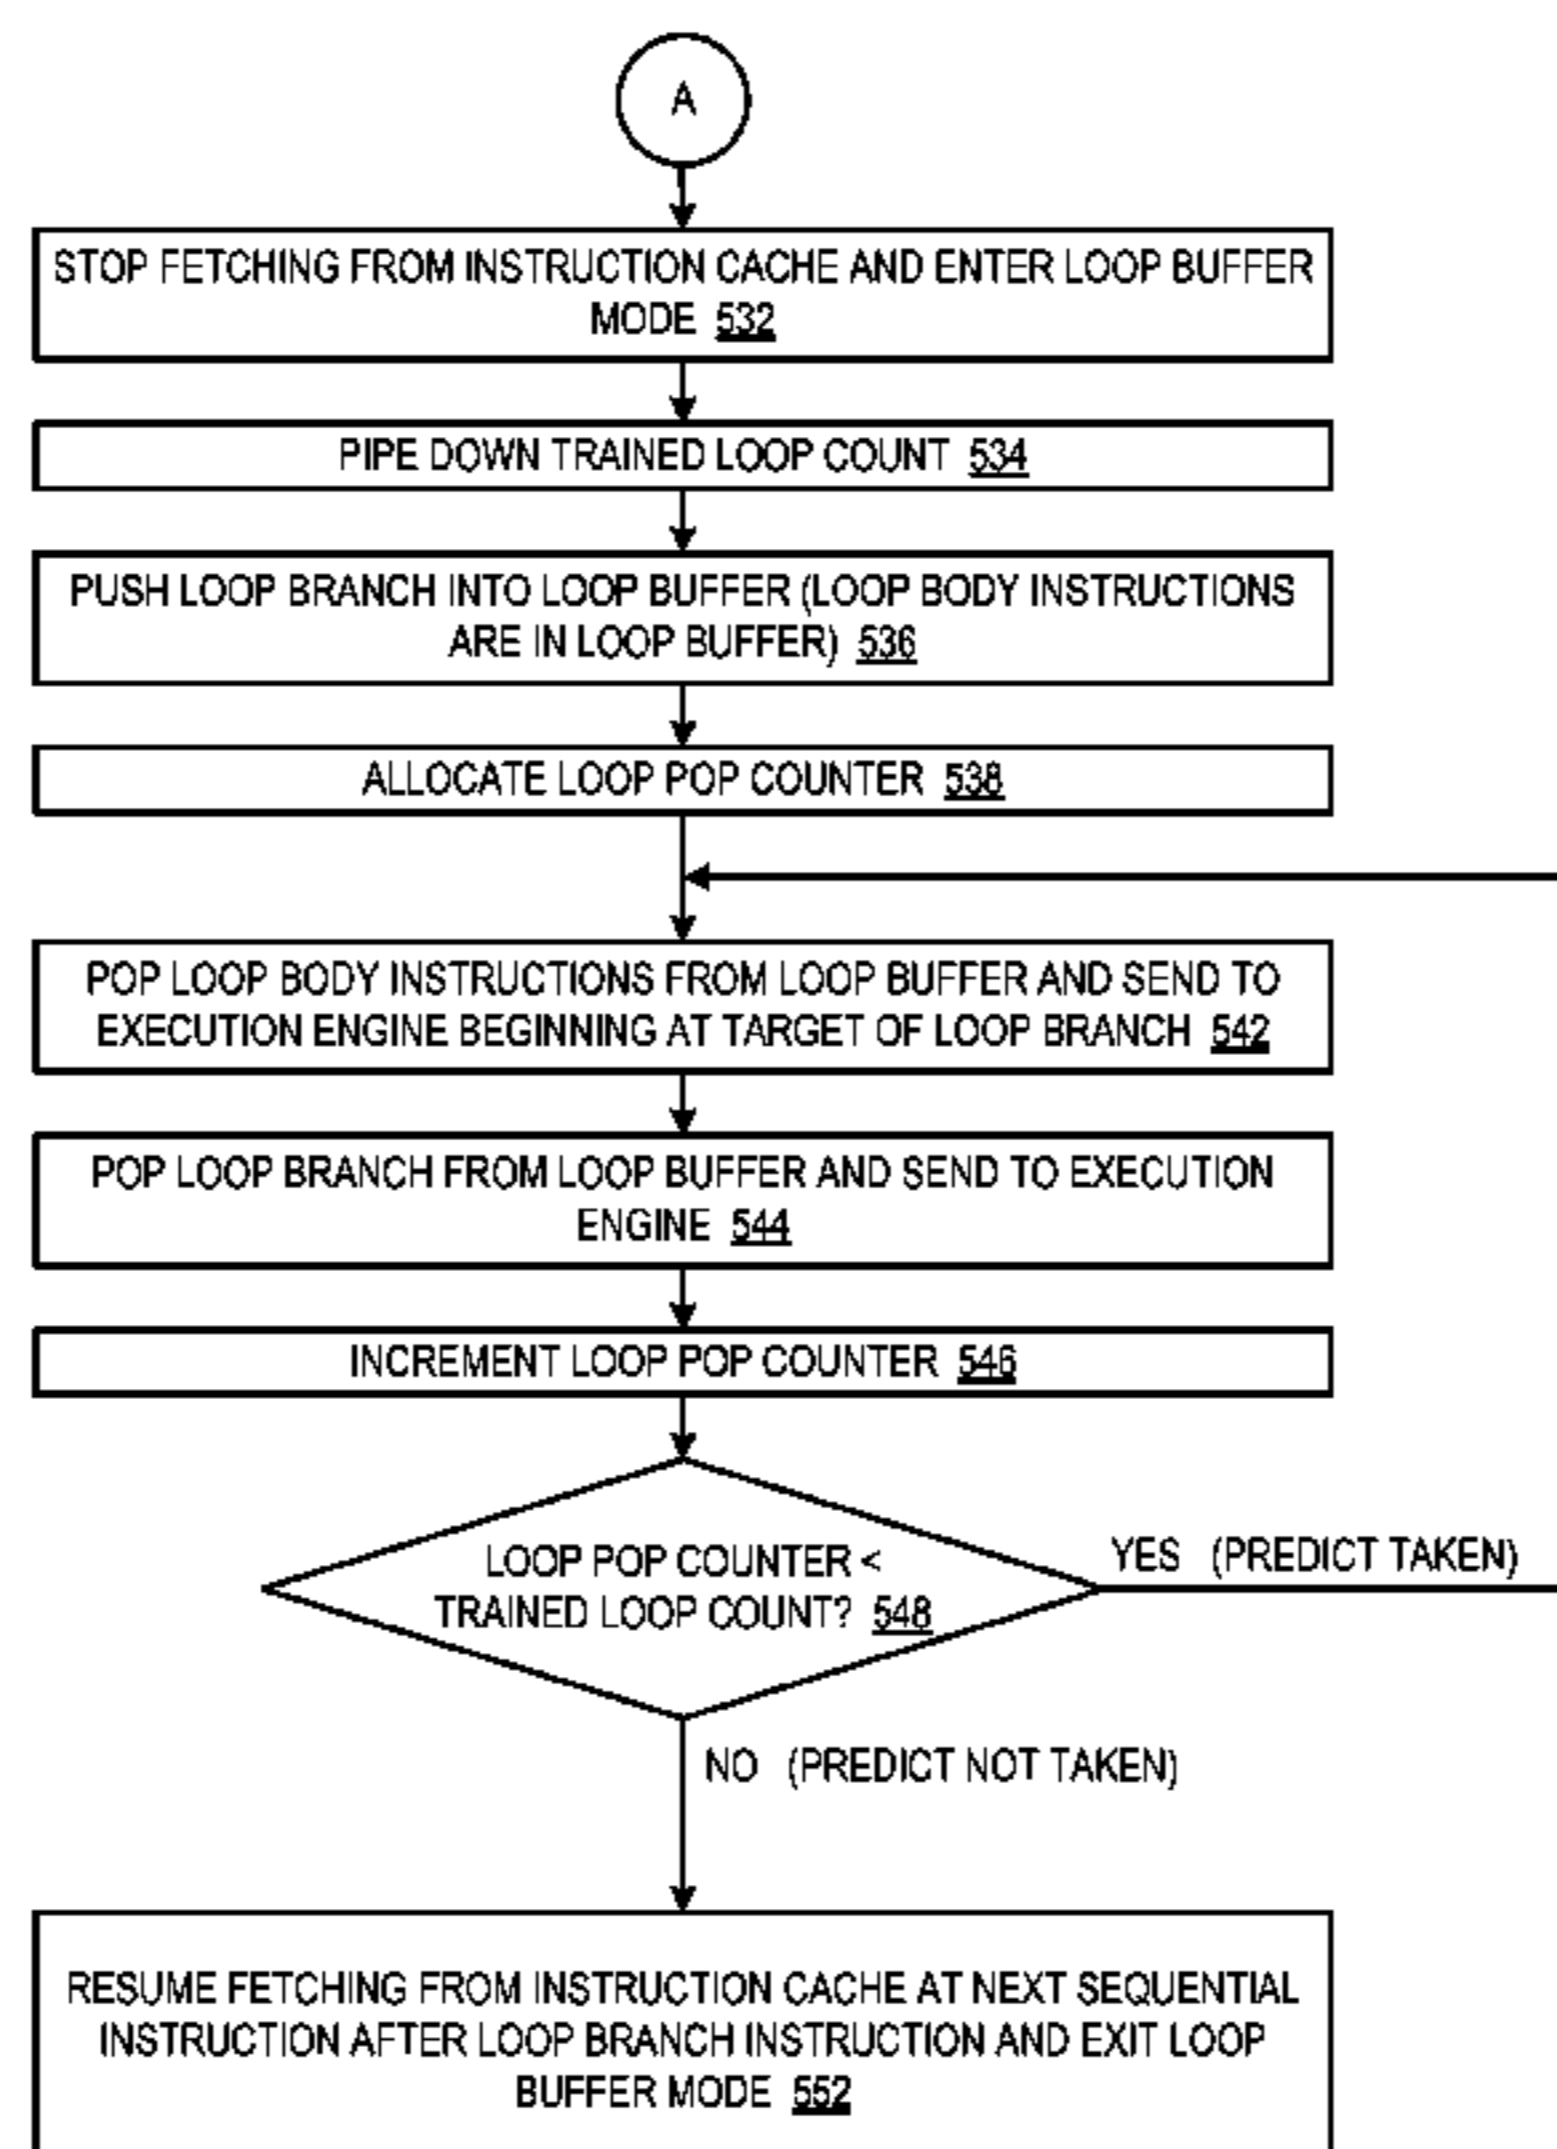 A
STOP FETCHING FROM INSTRUCTION CACHE AND ENTER LOOP BUFFER
MODE 532
PIPE DOWN TRAINED LOOP COUNT 534
PUSH LOOP BRANCH INTO LOOP BUFFER (LOOP BODY INSTRUCTIONS
ARE IN LOOP BUFFER) 536
ALLOCATE LOOP POP COUNTER 538
POP LOOP BODY INSTRUCTIONS FROM LOOP BUFFER AND SEND TO
EXECUTION ENGINE BEGINNING AT TARGET OF LOOP BRANCH 542
POP LOOP BRANCH FROM LOOP BUFFER AND SEND TO EXECUTION
ENGINE 544
INCREMENT LOOP POP COUNTER 546
LOOP POP COUNTER <
TRAINED LOOP COUNT? 548
YES (PREDICT TAKEN)
NO (PREDICT NOT TAKEN)
RESUME FETCHING FROM INSTRUCTION CACHE AT NEXT SEQUENTIAL
INSTRUCTION AFTER LOOP BRANCH INSTRUCTION AND EXIT LOOP
BUFFER MODE 552